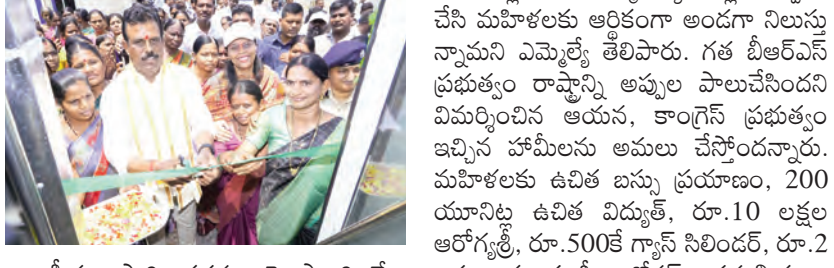 చేసి మహిళలకు ఆర్థికంగా అండగా నిలుస్తు
న్నామని ఎమ్మెల్యే తెలిపారు. గత బీఆర్ఎస్
ప్రభుత్వం రాష్ట్రాన్ని అప్పుల పాలుచేసిందని
విమర్శించిన ఆయన, కాంగ్రెస్ ప్రభుత్వం
ఇచ్చిన హామీలను అమలు చేస్తోందన్నారు.
మహిళలకు ఉచిత బస్సు ప్రయాణం, 200
యూనిట్ల ఉచిత విద్యుత్, రూ.10 లక్షల
ఆరోగ్యశ్రీ, రూ.500కే గ్యాస్ సిలిండర్, రూ.2